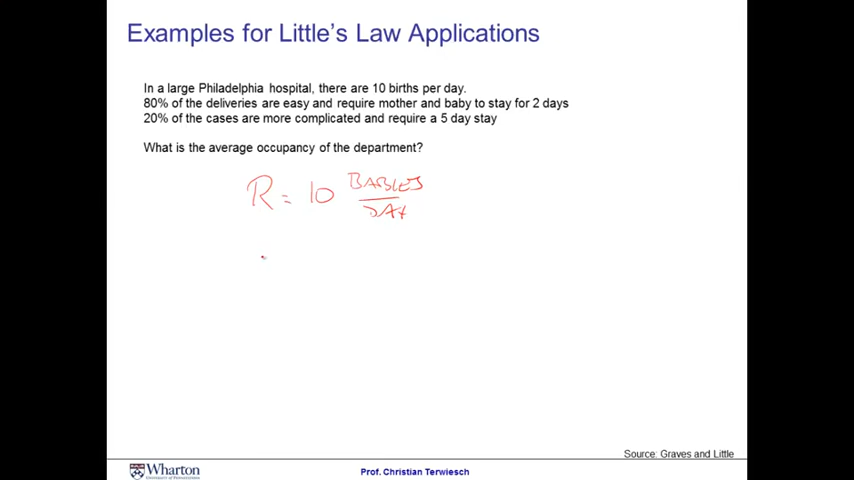 Examples for Little's Law Applications
In a large Philadelphia hospital, there are 10 births per day.
80% of the deliveries are easy and require mother and baby to stay for 2 days
20% of the cases are more complicated and require a 5 day stay
What is the average occupancy of the department?
R = 10 BABIES
DAY
Source: Graves and Little
Wharton
University of Pennsylvania
Prof. Christian Terwiesch